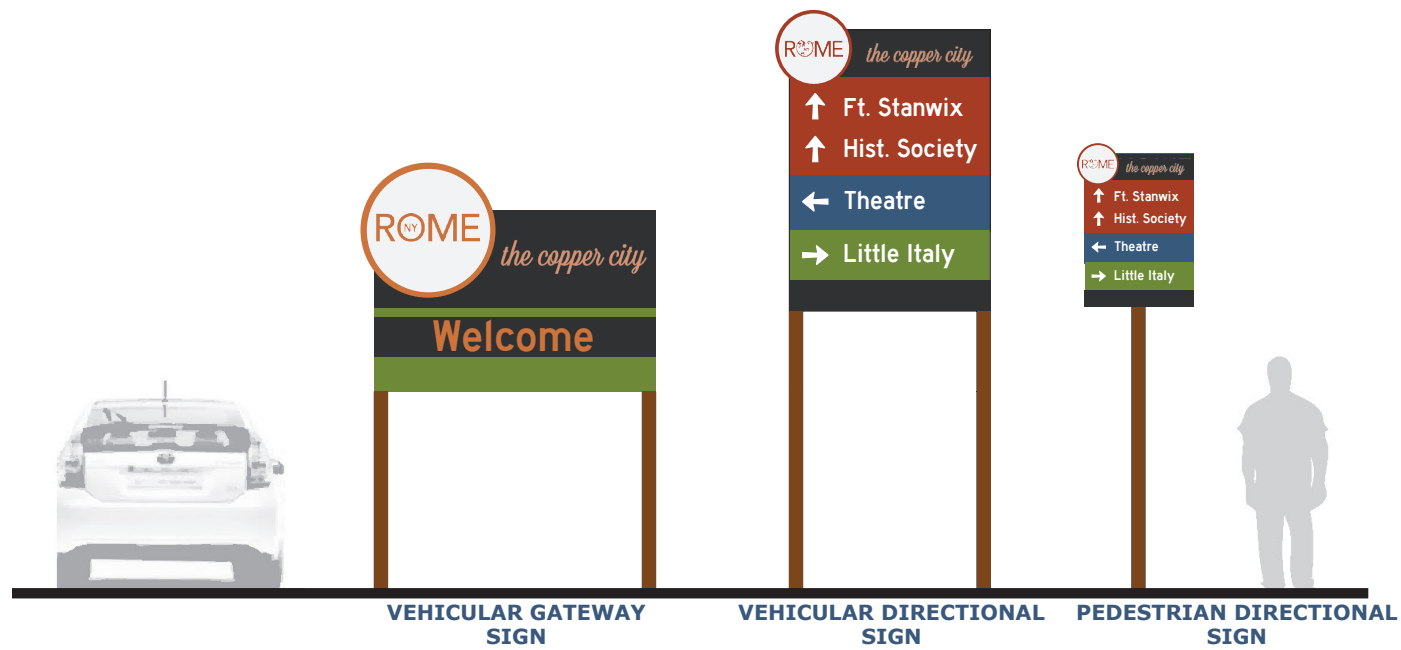 ROME
NY
the copper city
Welcome
ROME
the copper city
Ft. Stanwix
Hist. Society
Theatre
Little Italy
ROME
the copper city
Ft. Stanwix
Hist. Society
Theatre
Little Italy
VEHICULAR GATEWAY
SIGN
VEHICULAR DIRECTIONAL
SIGN
PEDESTRIAN DIRECTIONAL
SIGN